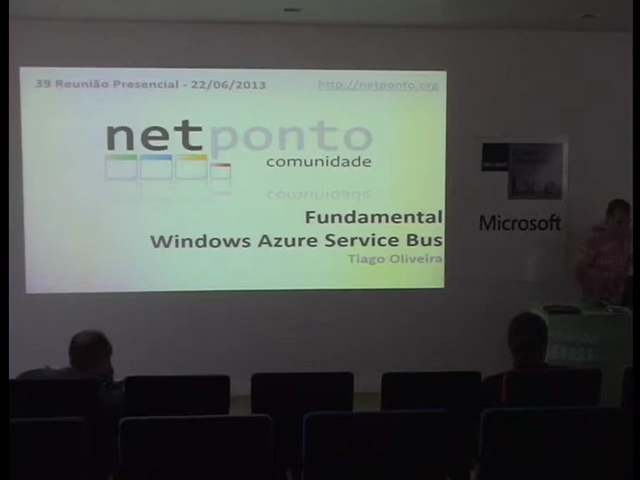 39 Reunião Presencial - 22/06/2013
http://netponto.org
netponto
comunidade
Fundamental
Windows Azure Service Bus
Tiago Oliveira
Microsoft